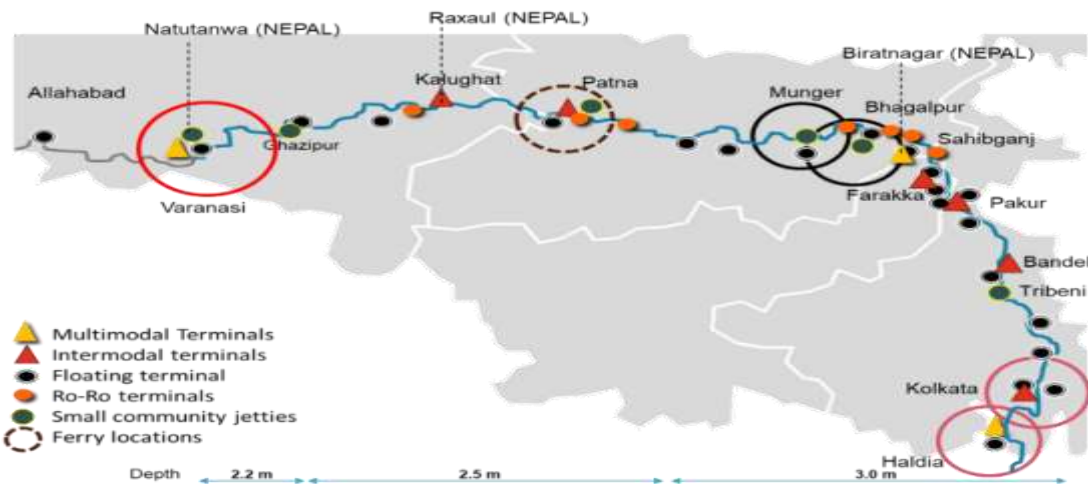 Raxaul (NEPAL)
Natutanwa (NEPAL)
Biratnagar (NEPAL)
Kalughat
Patna
Allahabad
Munger
Bhagalpur
Ghazipur
Sahibganj
Farakka
Varanasi
Pakur
Bandel
Tribeni
Multimodal Terminals
Intermodal terminals
Floating terminal
Ro-Ro terminals
Small community jetties
Ferry locations
Kolkata
Haldia
Depth 2.2 m 2.5 m 3.0 m